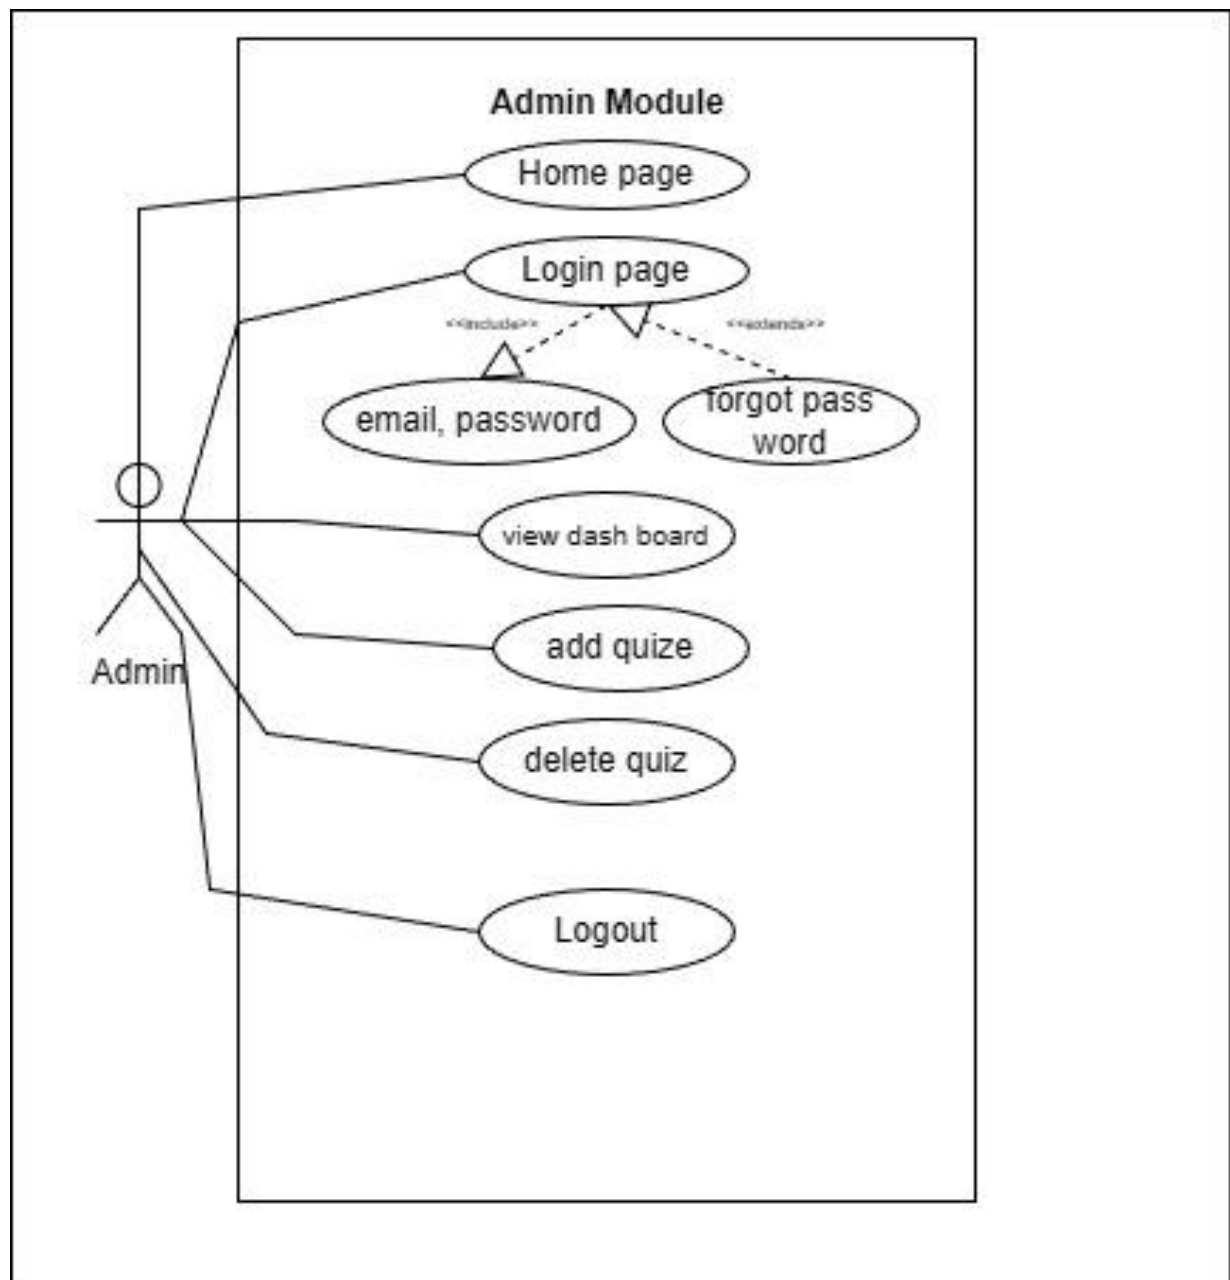 Admin Module
Home page
Login page
<<include>>
<<extends>>
email, password
forgot pass
word
view dash board
add quize
Admin
delete quiz
Logout